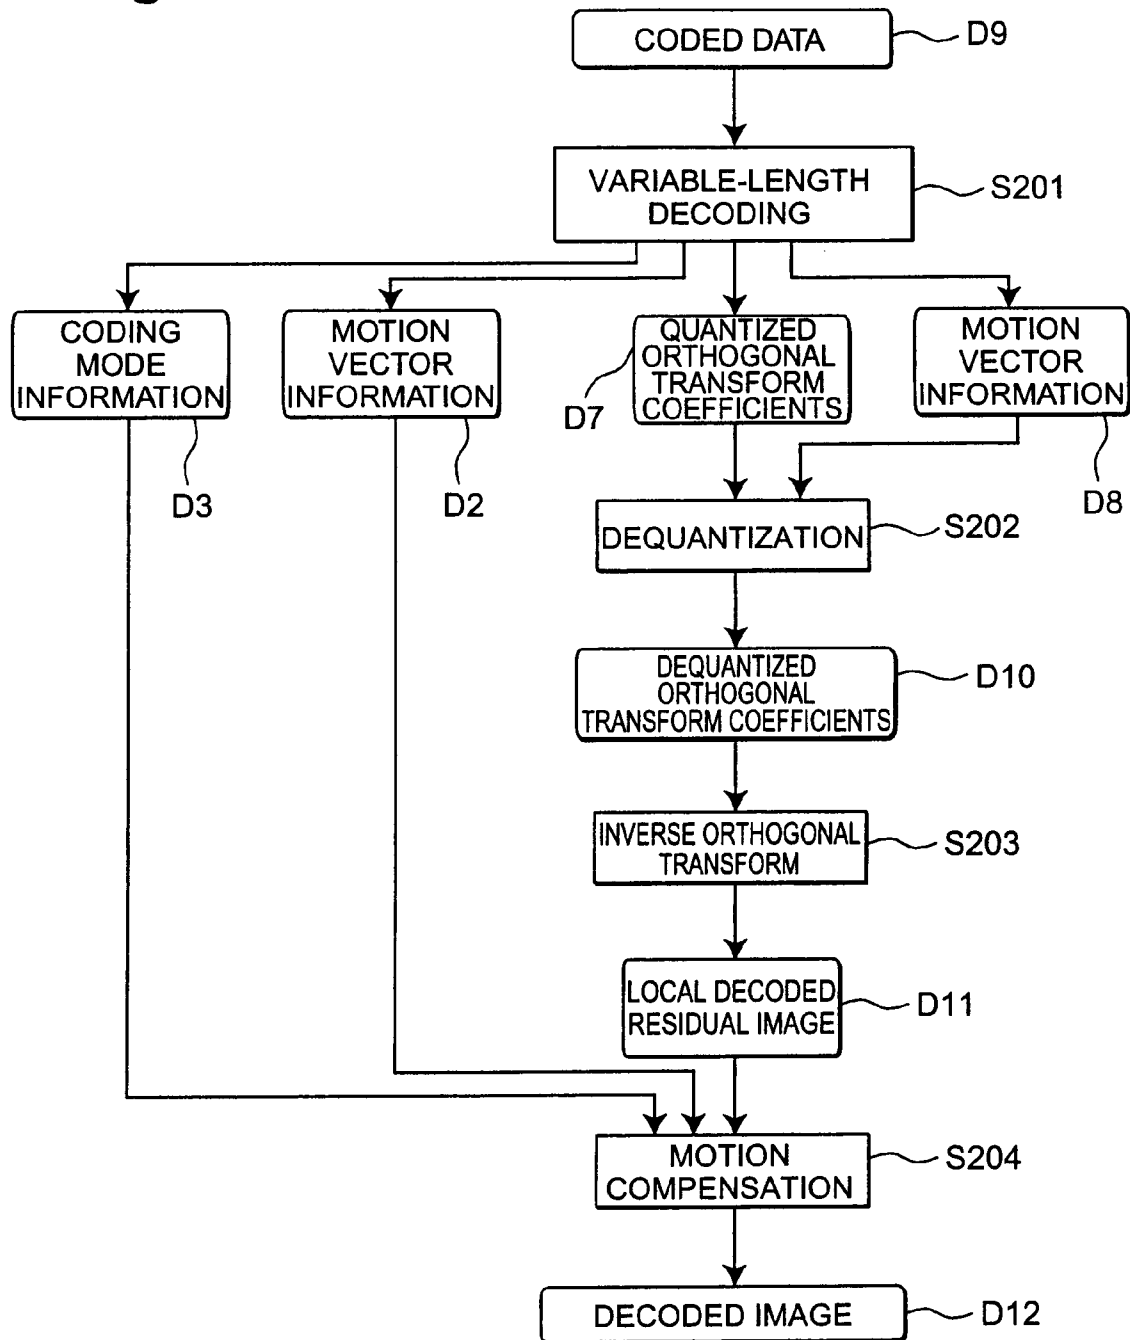 CODED DATA
D9
VARIABLE-LENGTH
DECODING
S201
CODING
MODE
INFORMATION
D3
MOTION
VECTOR
INFORMATION
D2
QUANTIZED
ORTHOGONAL
TRANSFORM
COEFFICIENTS
D7
MOTION
VECTOR
INFORMATION
D8
DEQUANTIZATION
S202
DEQUANTIZED
ORTHOGONAL
TRANSFORM COEFFICIENTS
D10
INVERSE ORTHOGONAL
TRANSFORM
S203
LOCAL DECODED
RESIDUAL IMAGE
D11
MOTION
COMPENSATION
S204
DECODED IMAGE
D12